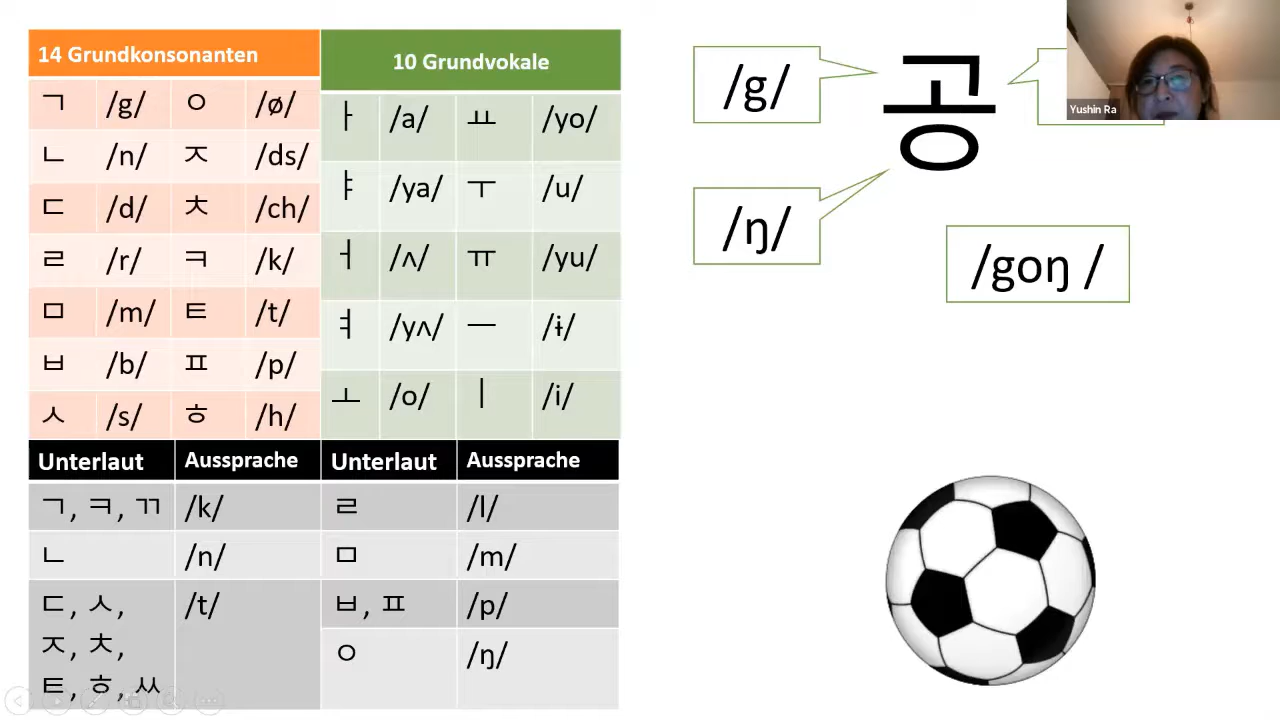 14 Grundkonsonanten
ㄱ /g/ ㅇ /ø/
ㄴ /n/ ㅈ /ds/
ㄷ /d/ ㅊ /ch/
ㄹ /r/ ㅋ /k/
ㅁ /m/ ㅌ /t/
ㅂ /b/ ㅍ /p/
ㅅ /s/ ㅎ /h/
10 Grundvokale
ㅏ /a/ ㅛ /yo/
ㅑ /ya/ ㅜ /u/
ㅓ /ʌ/ ㅠ /yu/
ㅕ /yʌ/ ㅡ /ɨ/
ㅗ /o/ ㅣ /i/
Unterlaut Aussprache Unterlaut Aussprache
ㄱ, ㅋ, ㄲ /k/ ㄹ /l/
ㄴ /n/ ㅁ /m/
ㄷ, ㅅ, /t/ ㅂ, ㅍ /p/
ㅈ, ㅊ, ㅇ /ŋ/
ㅌ, ㅎ, ㅆ
/g/
공
/ŋ/
/goŋ /
Yushin Ra